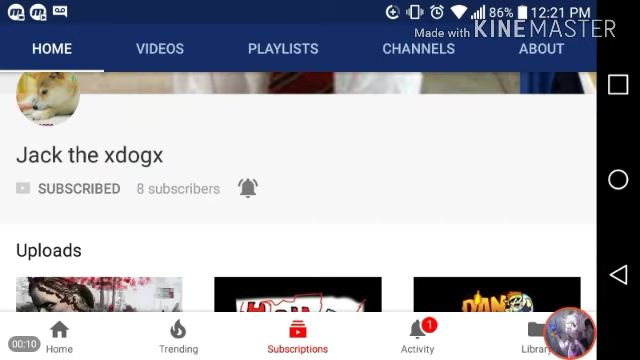 86% 12:21 PM
Made with KINEMASTER
HOME VIDEOS PLAYLISTS CHANNELS ABOUT
Jack the xdogx
SUBSCRIBED 8 subscribers
Uploads
00:10
1
Home Trending Subscriptions Activity